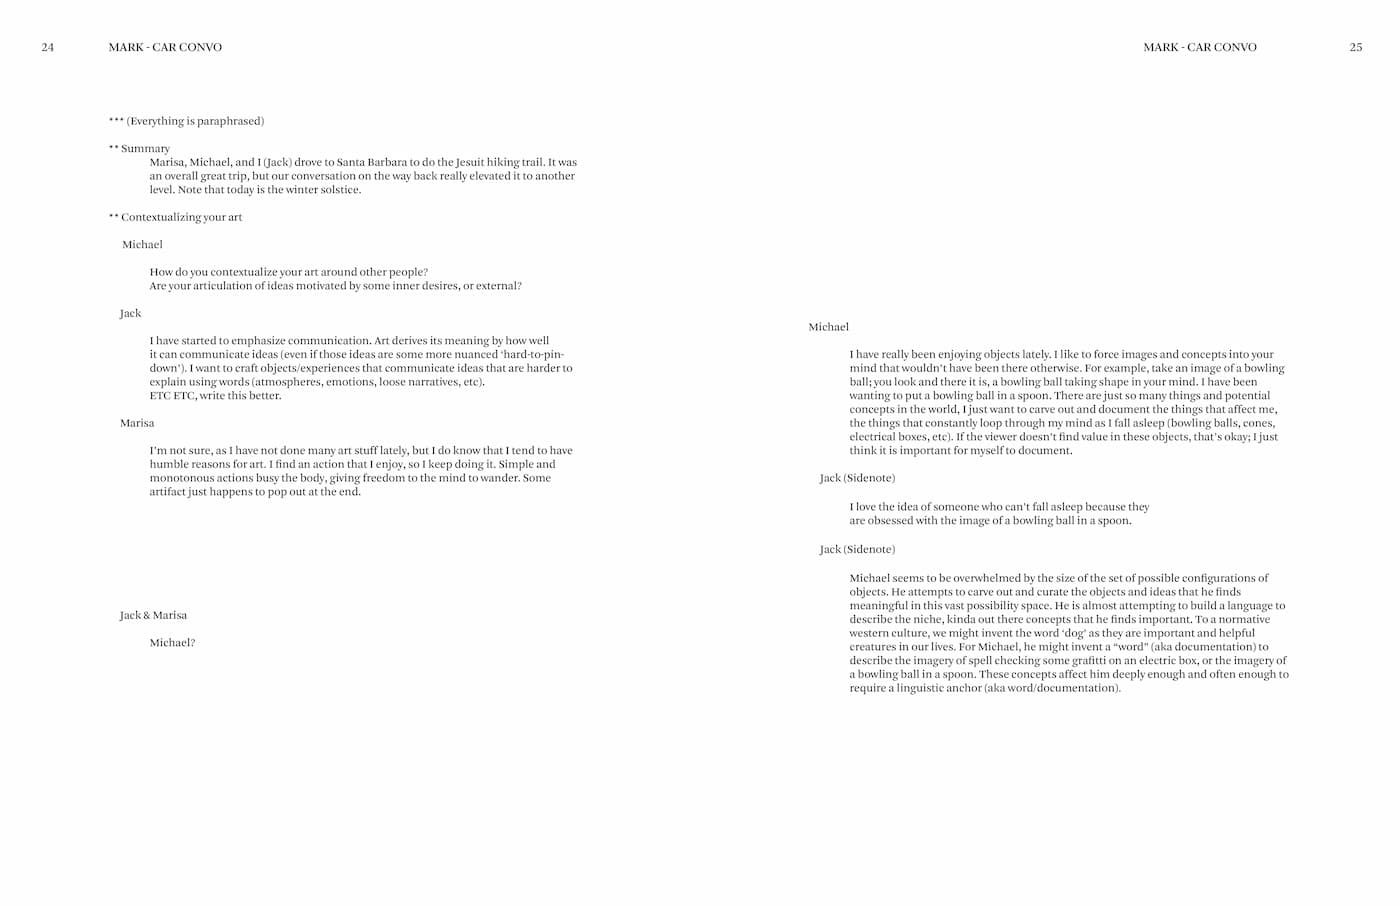 24
MARK - CAR CONVO
*** (Everything is paraphrased)
** Summary
Marisa, Michael, and I (Jack) drove to Santa Barbara to do the Jesuit hiking trail. It was
an overall great trip, but our conversation on the way back really elevated it to another
level. Note that today is the winter solstice.
** Contextualizing your art
Michael
How do you contextualize your art around other people?
Are your articulation of ideas motivated by some inner desires, or external?
Jack
I have started to emphasize communication. Art derives its meaning by how well
it can communicate ideas (even if those ideas are some more nuanced ‘hard-to-pin-
down’). I want to craft objects/experiences that communicate ideas that are harder to
explain using words (atmospheres, emotions, loose narratives, etc).
ETC ETC, write this better.
Marisa
I’m not sure, as I have not done many art stuff lately, but I do know that I tend to have
humble reasons for art. I find an action that I enjoy, so I keep doing it. Simple and
monotonous actions busy the body, giving freedom to the mind to wander. Some
artifact just happens to pop out at the end.
Jack & Marisa
Michael?
MARK - CAR CONVO
25
Michael
I have really been enjoying objects lately. I like to force images and concepts into your
mind that wouldn’t have been there otherwise. For example, take an image of a bowling
ball; you look and there it is, a bowling ball taking shape in your mind. I have been
wanting to put a bowling ball in a spoon. There are just so many things and potential
concepts in the world, I just want to carve out and document the things that affect me,
the things that constantly loop through my mind as I fall asleep (bowling balls, cones,
electrical boxes, etc). If the viewer doesn’t find value in these objects, that’s okay; I just
think it is important for myself to document.
Jack (Sidenote)
I love the idea of someone who can’t fall asleep because they
are obsessed with the image of a bowling ball in a spoon.
Jack (Sidenote)
Michael seems to be overwhelmed by the size of the set of possible configurations of
objects. He attempts to carve out and curate the objects and ideas that he finds
meaningful in this vast possibility space. He is almost attempting to build a language to
describe the niche, kinda out there concepts that he finds important. To a normative
western culture, we might invent the word ‘dog’ as they are important and helpful
creatures in our lives. For Michael, he might invent a “word” (aka documentation) to
describe the imagery of spell checking some grafitti on an electric box, or the imagery of
a bowling ball in a spoon. These concepts affect him deeply enough and often enough to
require a linguistic anchor (aka word/documentation).